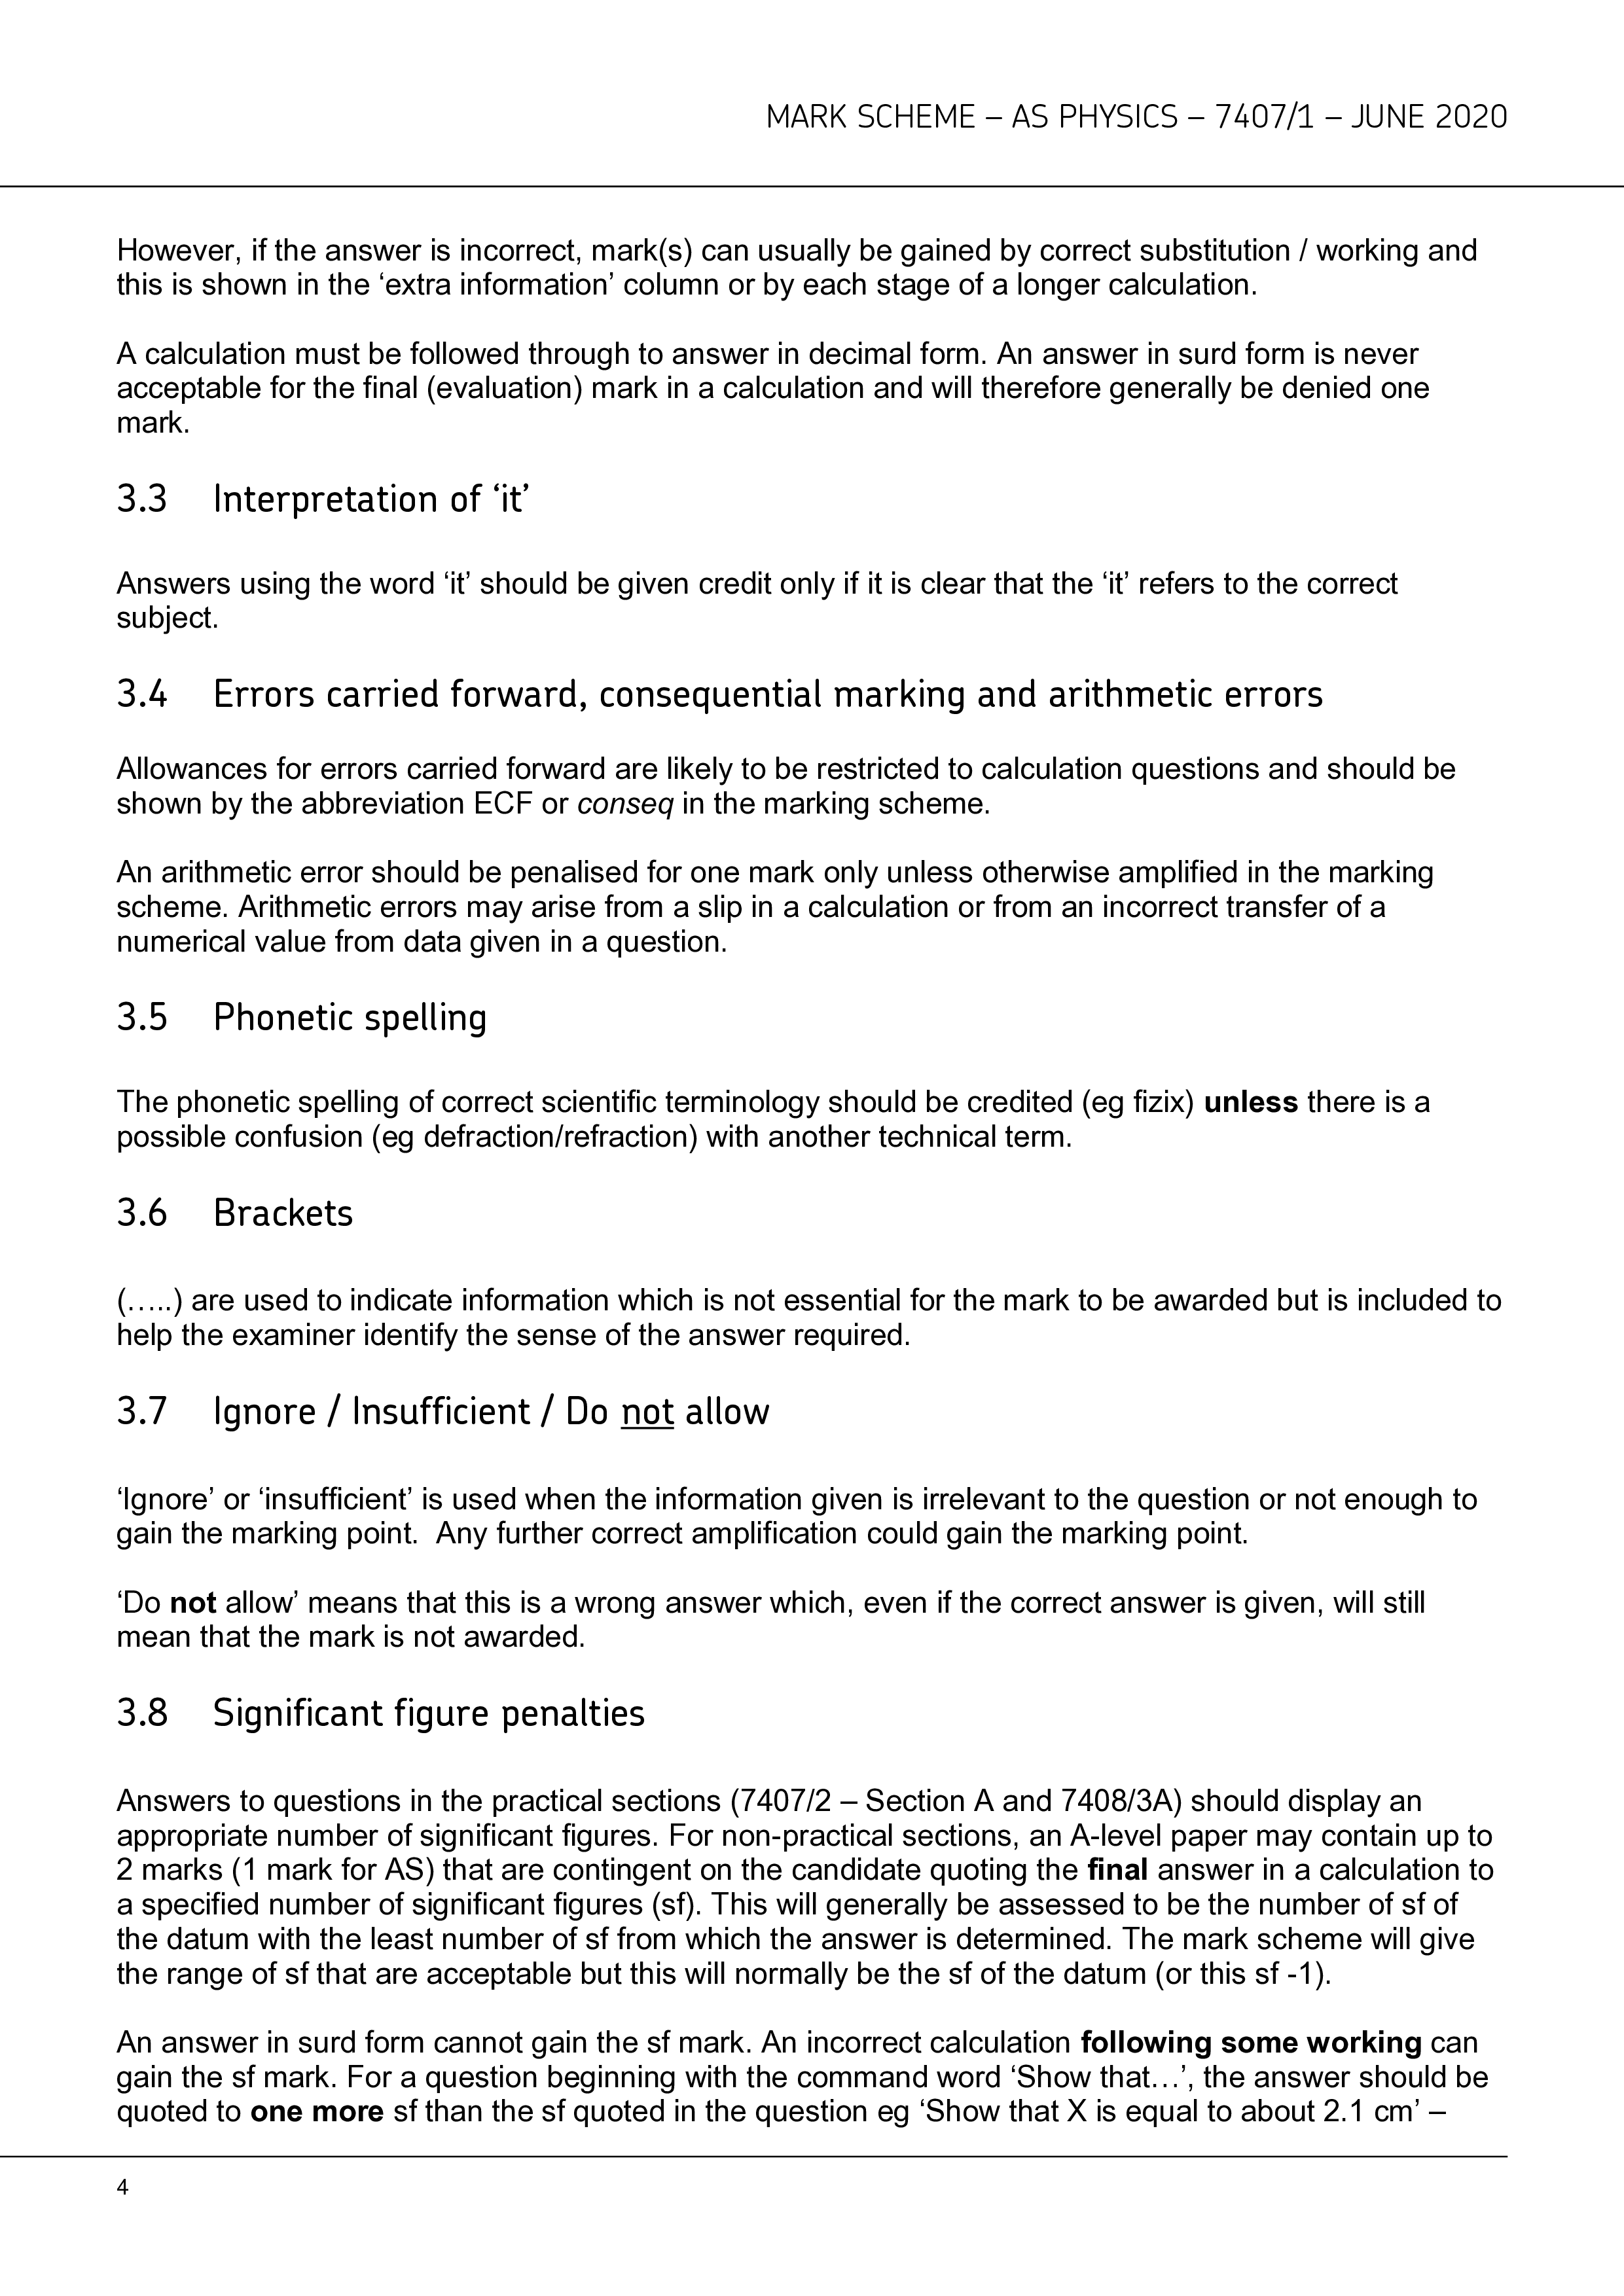 MARK SCHEME – AS PHYSICS – 7407/1 – JUNE 2020
However, if the answer is incorrect, mark(s) can usually be gained by correct substitution / working and
this is shown in the ‘extra information’ column or by each stage of a longer calculation.
A calculation must be followed through to answer in decimal form. An answer in surd form is never
acceptable for the final (evaluation) mark in a calculation and will therefore generally be denied one
mark.
3.3 Interpretation of ‘it’
Answers using the word ‘it’ should be given credit only if it is clear that the ‘it’ refers to the correct
subject.
3.4 Errors carried forward, consequential marking and arithmetic errors
Allowances for errors carried forward are likely to be restricted to calculation questions and should be
shown by the abbreviation ECF or conseq in the marking scheme.
An arithmetic error should be penalised for one mark only unless otherwise amplified in the marking
scheme. Arithmetic errors may arise from a slip in a calculation or from an incorrect transfer of a
numerical value from data given in a question.
3.5 Phonetic spelling
The phonetic spelling of correct scientific terminology should be credited (eg fizix) unless there is a
possible confusion (eg defraction/refraction) with another technical term.
3.6 Brackets
(…..) are used to indicate information which is not essential for the mark to be awarded but is included to
help the examiner identify the sense of the answer required.
3.7 Ignore / Insufficient / Do not allow
‘Ignore’ or ‘insufficient’ is used when the information given is irrelevant to the question or not enough to
gain the marking point.  Any further correct amplification could gain the marking point.
‘Do not allow’ means that this is a wrong answer which, even if the correct answer is given, will still
mean that the mark is not awarded.
3.8 Significant figure penalties
Answers to questions in the practical sections (7407/2 – Section A and 7408/3A) should display an
appropriate number of significant figures. For non-practical sections, an A-level paper may contain up to
2 marks (1 mark for AS) that are contingent on the candidate quoting the final answer in a calculation to
a specified number of significant figures (sf). This will generally be assessed to be the number of sf of
the datum with the least number of sf from which the answer is determined. The mark scheme will give
the range of sf that are acceptable but this will normally be the sf of the datum (or this sf -1).
An answer in surd form cannot gain the sf mark. An incorrect calculation following some working can
gain the sf mark. For a question beginning with the command word ‘Show that…’, the answer should be
quoted to one more sf than the sf quoted in the question eg ‘Show that X is equal to about 2.1 cm’ –
4